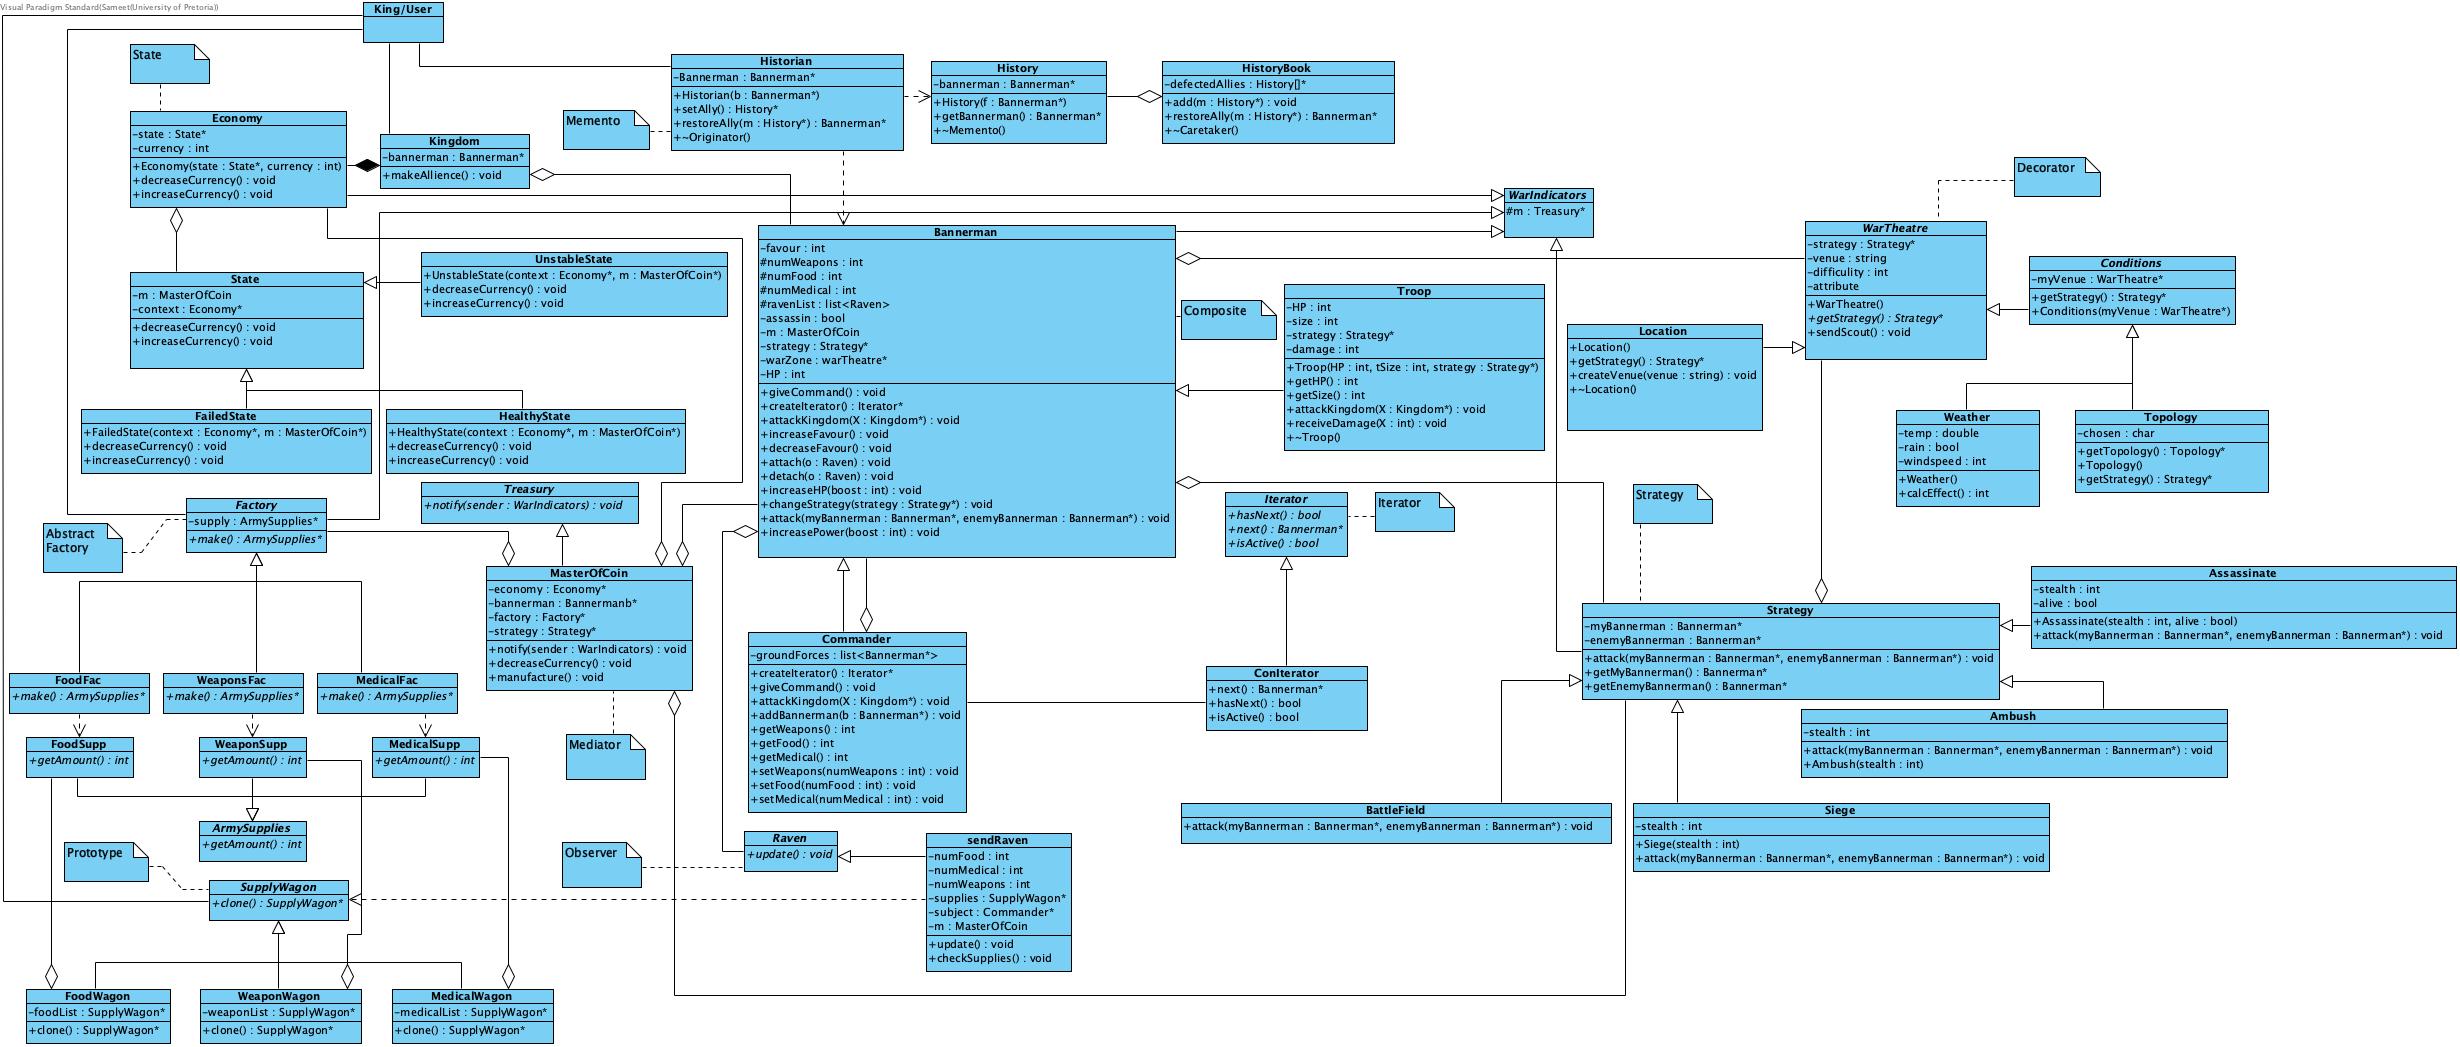 Visual Paradigm Standard(Sameet(University of Pretoria))
King/User
State
Historian
-Bannerman : Bannerman*
+Historian(b : Bannerman*)
+setAlly() : History*
+restoreAlly(m : History*) : Bannerman*
+~Originator()
History
-bannerman : Bannerman*
+History(f : Bannerman*)
+getBannerman() : Bannerman*
+~Memento()
HistoryBook
-defectedAllies : History[]*
+add(m : History*) : void
+restoreAlly(m : History*) : Bannerman*
+~Caretaker()
Memento
Economy
-state : State*
-currency : int
+Economy(state : State*, currency : int)
+decreaseCurrency() : void
+increaseCurrency() : void
Kingdom
-bannerman : Bannerman*
+makeAllience() : void
Decorator
WarIndicators
#m : Treasury*
Bannerman
-favour : int
#numWeapons : int
#numFood : int
#numMedical : int
#ravenList : list<Raven>
-assassin : bool
-m : MasterOfCoin
-strategy : Strategy*
-warZone : warTheatre*
-HP : int
+giveCommand() : void
+createIterator() : Iterator*
+attackKingdom(X : Kingdom*) : void
+increaseFavour() : void
+decreaseFavour() : void
+attach(o : Raven) : void
+detach(o : Raven) : void
+increaseHP(boost : int) : void
+changeStrategy(strategy : Strategy*) : void
+attack(myBannerman : Bannerman*, enemyBannerman : Bannerman*) : void
+increasePower(boost : int) : void
WarTheatre
-strategy : Strategy*
-venue : string
-difficulity : int
-attribute
+WarTheatre()
+getStrategy() : Strategy*
+sendScout() : void
Conditions
-myVenue : WarTheatre*
+getStrategy() : Strategy*
+Conditions(myVenue : WarTheatre*)
UnstableState
+UnstableState(context : Economy*, m : MasterOfCoin*)
+decreaseCurrency() : void
+increaseCurrency() : void
State
-m : MasterOfCoin
-context : Economy*
+decreaseCurrency() : void
+increaseCurrency() : void
Composite
Troop
-HP : int
-size : int
-strategy : Strategy*
-damage : int
+Troop(HP : int, tSize : int, strategy : Strategy*)
+getHP() : int
+getSize() : int
+attackKingdom(X : Kingdom*) : void
+receiveDamage(X : int) : void
+~Troop()
Location
+Location()
+getStrategy() : Strategy*
+createVenue(venue : string) : void
+~Location()
FailedState
+FailedState(context : Economy*, m : MasterOfCoin*)
+decreaseCurrency() : void
+increaseCurrency() : void
HealthyState
+HealthyState(context : Economy*, m : MasterOfCoin*)
+decreaseCurrency() : void
+increaseCurrency() : void
Weather
-temp : double
-rain : bool
-windspeed : int
+Weather()
+calcEffect() : int
Topology
-chosen : char
+getTopology() : Topology*
+Topology()
+getStrategy() : Strategy*
Treasury
+notify(sender : WarIndicators) : void
Factory
-supply : ArmySupplies*
+make() : ArmySupplies*
Abstract
Factory
Iterator
+hasNext() : bool
+next() : Bannerman*
+isActive() : bool
Iterator
Strategy
MasterOfCoin
-economy : Economy*
-bannerman : Bannermanb*
-factory : Factory*
-strategy : Strategy*
+notify(sender : WarIndicators) : void
+decreaseCurrency() : void
+manufacture() : void
Assassinate
-stealth : int
-alive : bool
+Assassinate(stealth : int, alive : bool)
+attack(myBannerman : Bannerman*, enemyBannerman : Bannerman*) : void
Strategy
-myBannerman : Bannerman*
-enemyBannerman : Bannerman*
+attack(myBannerman : Bannerman*, enemyBannerman : Bannerman*) : void
+getMyBannerman() : Bannerman*
+getEnemyBannerman() : Bannerman*
Commander
-groundForces : list<Bannerman*>
+createIterator() : Iterator*
+giveCommand() : void
+attackKingdom(X : Kingdom*) : void
+addBannerman(b : Bannerman*) : void
+getWeapons() : int
+getFood() : int
+getMedical() : int
+setWeapons(numWeapons : int) : void
+setFood(numFood : int) : void
+setMedical(numMedical : int) : void
ConIterator
+next() : Bannerman*
+hasNext() : bool
+isActive() : bool
FoodFac
+make() : ArmySupplies*
WeaponsFac
+make() : ArmySupplies*
MedicalFac
+make() : ArmySupplies*
Ambush
-stealth : int
+attack(myBannerman : Bannerman*, enemyBannerman : Bannerman*) : void
+Ambush(stealth : int)
FoodSupp
+getAmount() : int
WeaponSupp
+getAmount() : int
MedicalSupp
+getAmount() : int
Mediator
BattleField
+attack(myBannerman : Bannerman*, enemyBannerman : Bannerman*) : void
Siege
-stealth : int
+Siege(stealth : int)
+attack(myBannerman : Bannerman*, enemyBannerman : Bannerman*) : void
ArmySupplies
+getAmount() : int
Prototype
Observer
Raven
+update() : void
sendRaven
-numFood : int
-numMedical : int
-numWeapons : int
-supplies : SupplyWagon*
-subject : Commander*
-m : MasterOfCoin
+update() : void
+checkSupplies() : void
SupplyWagon
+clone() : SupplyWagon*
FoodWagon
-foodList : SupplyWagon*
+clone() : SupplyWagon*
WeaponWagon
-weaponList : SupplyWagon*
+clone() : SupplyWagon*
MedicalWagon
-medicalList : SupplyWagon*
+clone() : SupplyWagon*